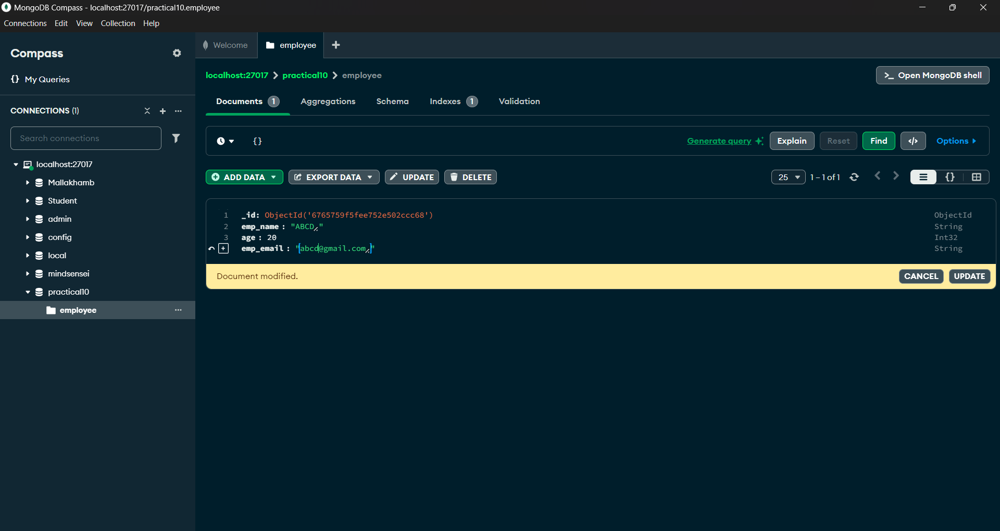 MongoDB Compass - localhost:27017/practical10.employee
Connections Edit View Collection Help
Compass
{} My Queries
CONNECTIONS (1)
Search connections
localhost:27017
Mallakhamb
Student
admin
config
local
mindsensei
practical10
employee
Welcome
employee
localhost:27017 > practical10 > employee
>_ Open MongoDB shell
Documents 1 Aggregations Schema Indexes 1 Validation
{} Generate query Explain Reset Find </> Options
ADD DATA EXPORT DATA UPDATE DELETE
25 1–1 of 1 {}
1 _id: ObjectId('6765759f5fee752e502ccc68') ObjectId
2 emp_name : "ABCD" String
3 age : 20 Int32
emp_email : "abcd@gmail.com" String
Document modified. CANCEL UPDATE